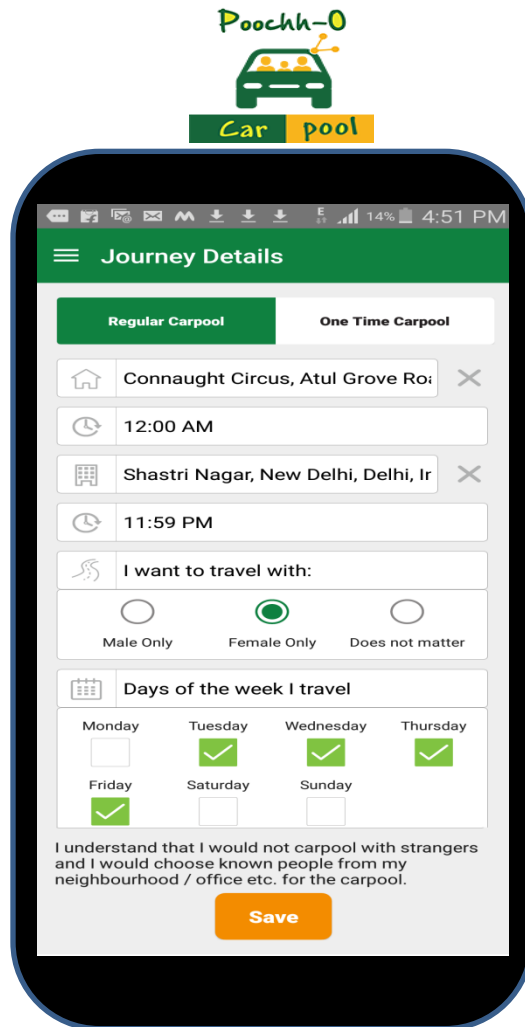 Poochh-O
Car pool
14% 4:51 PM
Journey Details
Regular Carpool One Time Carpool
Connaught Circus, Atul Grove Roa
12:00 AM
Shastri Nagar, New Delhi, Delhi, Ir
11:59 PM
I want to travel with:
Male Only Female Only Does not matter
Days of the week I travel
Monday Tuesday Wednesday Thursday
Friday Saturday Sunday
I understand that I would not carpool with strangers
and I would choose known people from my
neighbourhood / office etc. for the carpool.
Save